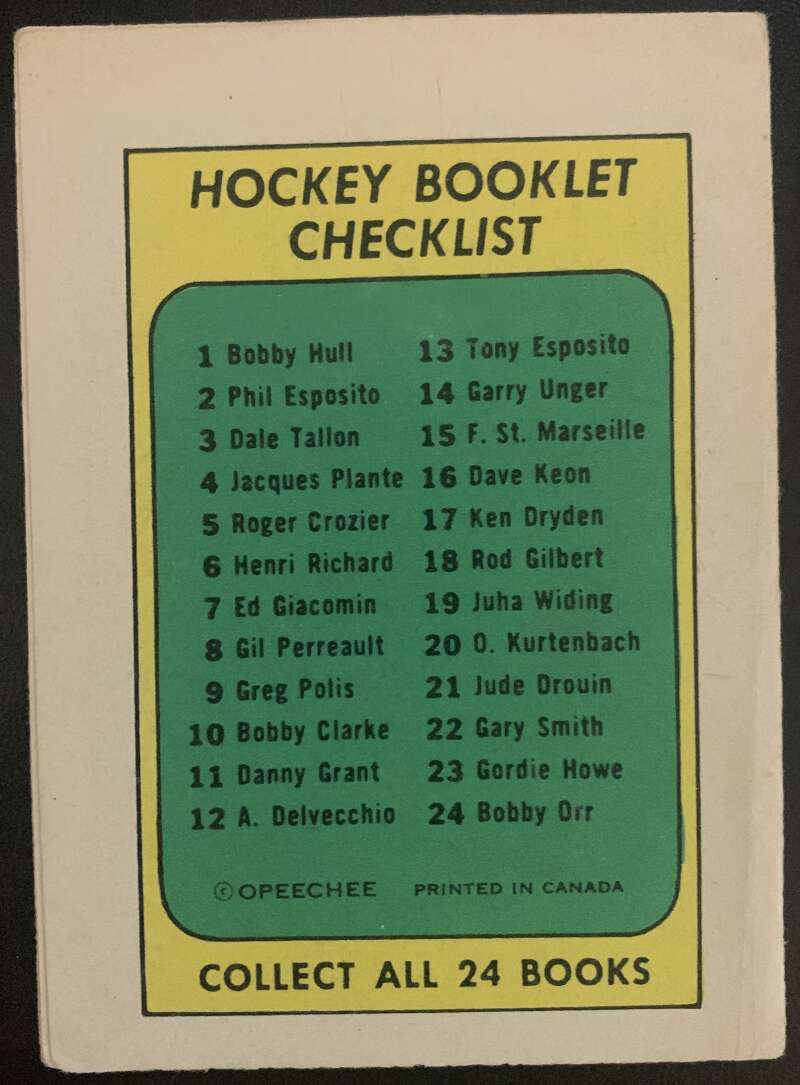 HOCKEY BOOKLET
CHECKLIST
1 Bobby Hull
2 Phil Esposito
3 Dale Tallon
4 Jacques Plante
5 Roger Crozier
6 Henri Richard
7 Ed Giacomin
8 Gil Perreault
9 Greg Polis
10 Bobby Clarke
11 Danny Grant
12 A. Delvecchio
13 Tony Esposito
14 Garry Unger
15 F. St. Marseille
16 Dave Keon
17 Ken Dryden
18 Rod Gilbert
19 Juha Widing
20 O. Kurtenbach
21 Jude Drouin
22 Gary Smith
23 Gordie Howe
24 Bobby Orr
© OPEECHEE PRINTED IN CANADA
COLLECT ALL 24 BOOKS